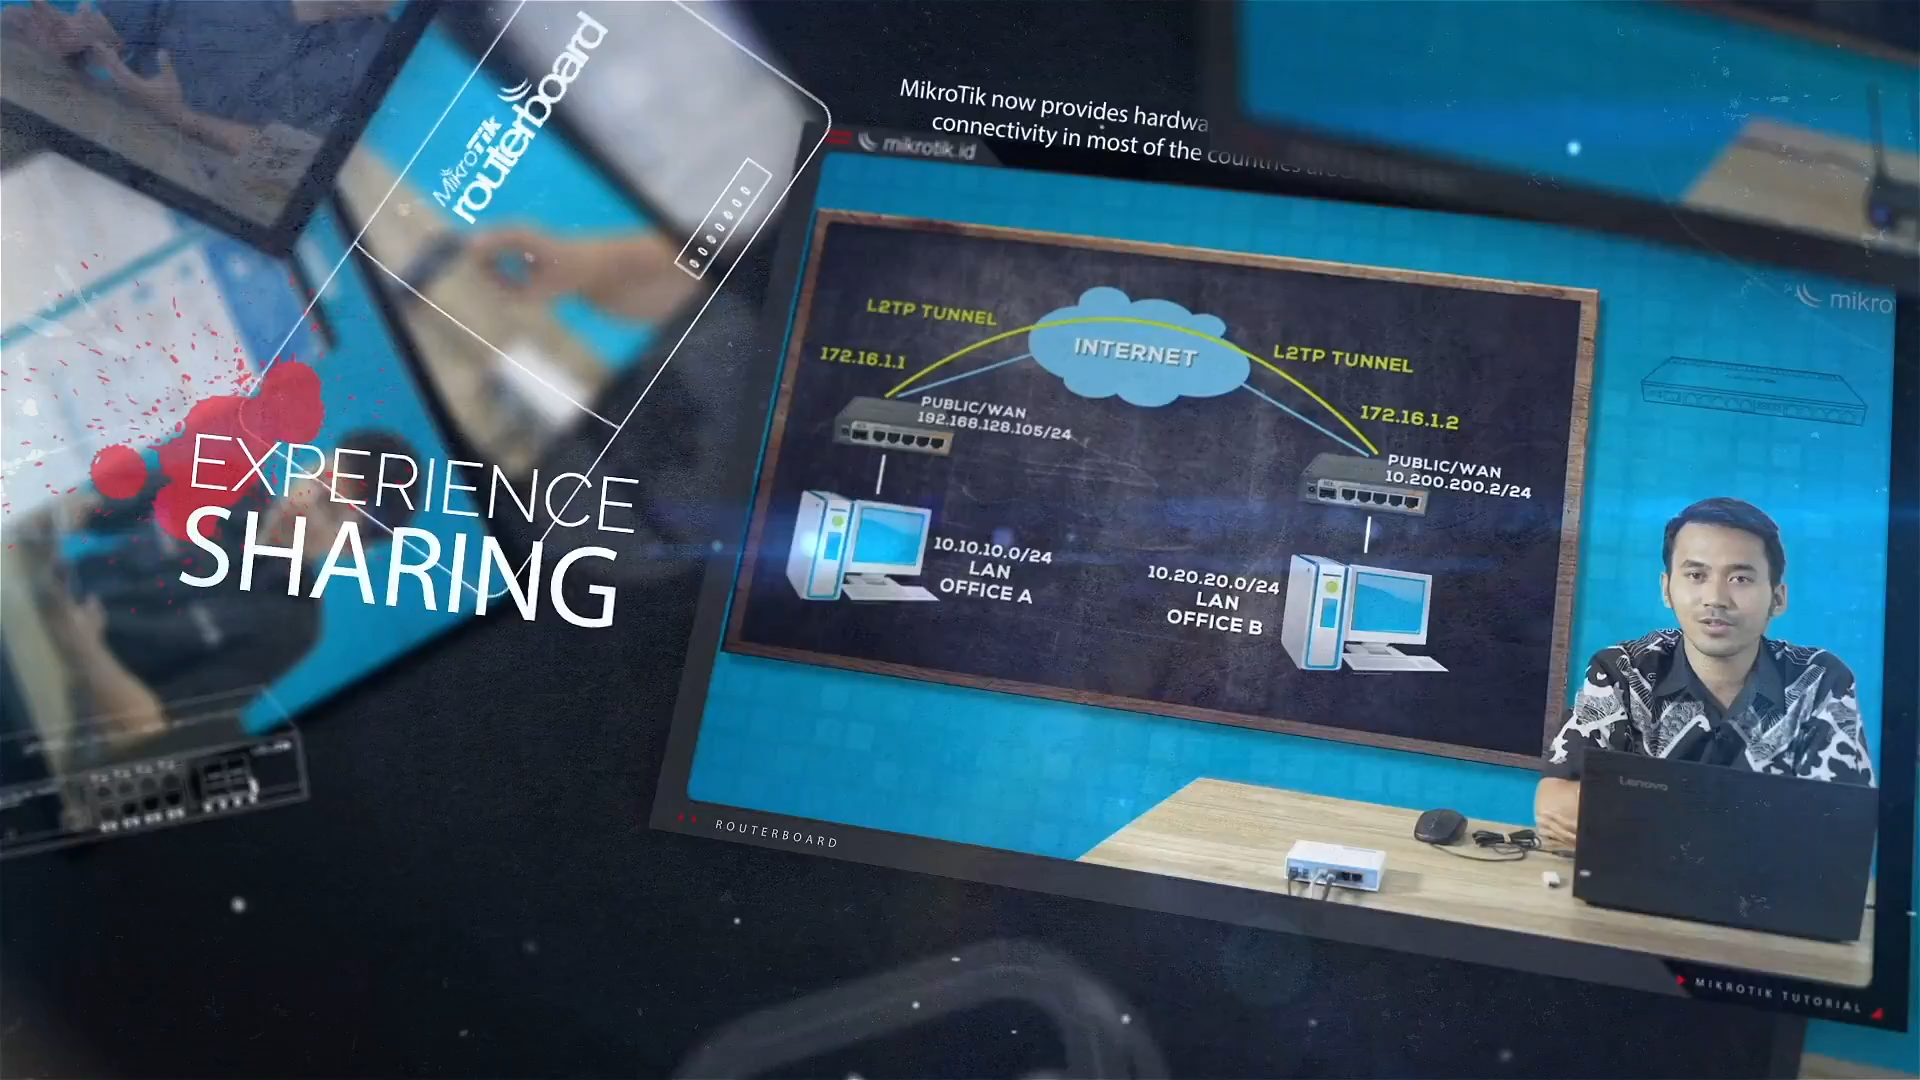 MikroTik
routerboard
MikroTik now provides hardwa
connectivity in most of the countries
mikrotik.id
mikro
L2TP TUNNEL
INTERNET
L2TP TUNNEL
172.16.1.1
172.16.1.2
PUBLIC/WAN
192.168.128.105/24
PUBLIC/WAN
10.200.200.2/24
10.10.10.0/24
LAN
OFFICE A
10.20.20.0/24
LAN
OFFICE B
EXPERIENCE
SHARING
Lenovo
ROUTERBOARD
MIKROTIK TUTORIAL